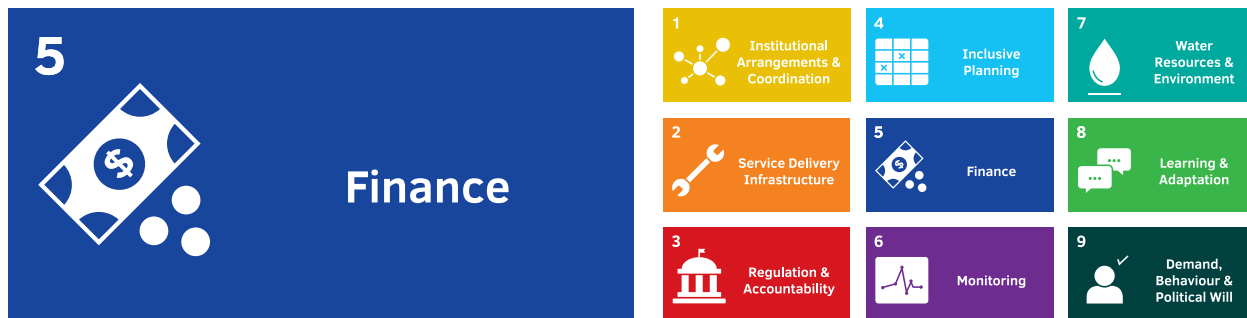 5
Finance
1
Institutional
Arrangements &
Coordination
2
Service Delivery
Infrastructure
3
Regulation &
Accountability
4
Inclusive
Planning
5
Finance
6
Monitoring
7
Water
Resources &
Environment
8
Learning &
Adaptation
9
Demand,
Behaviour &
Political Will